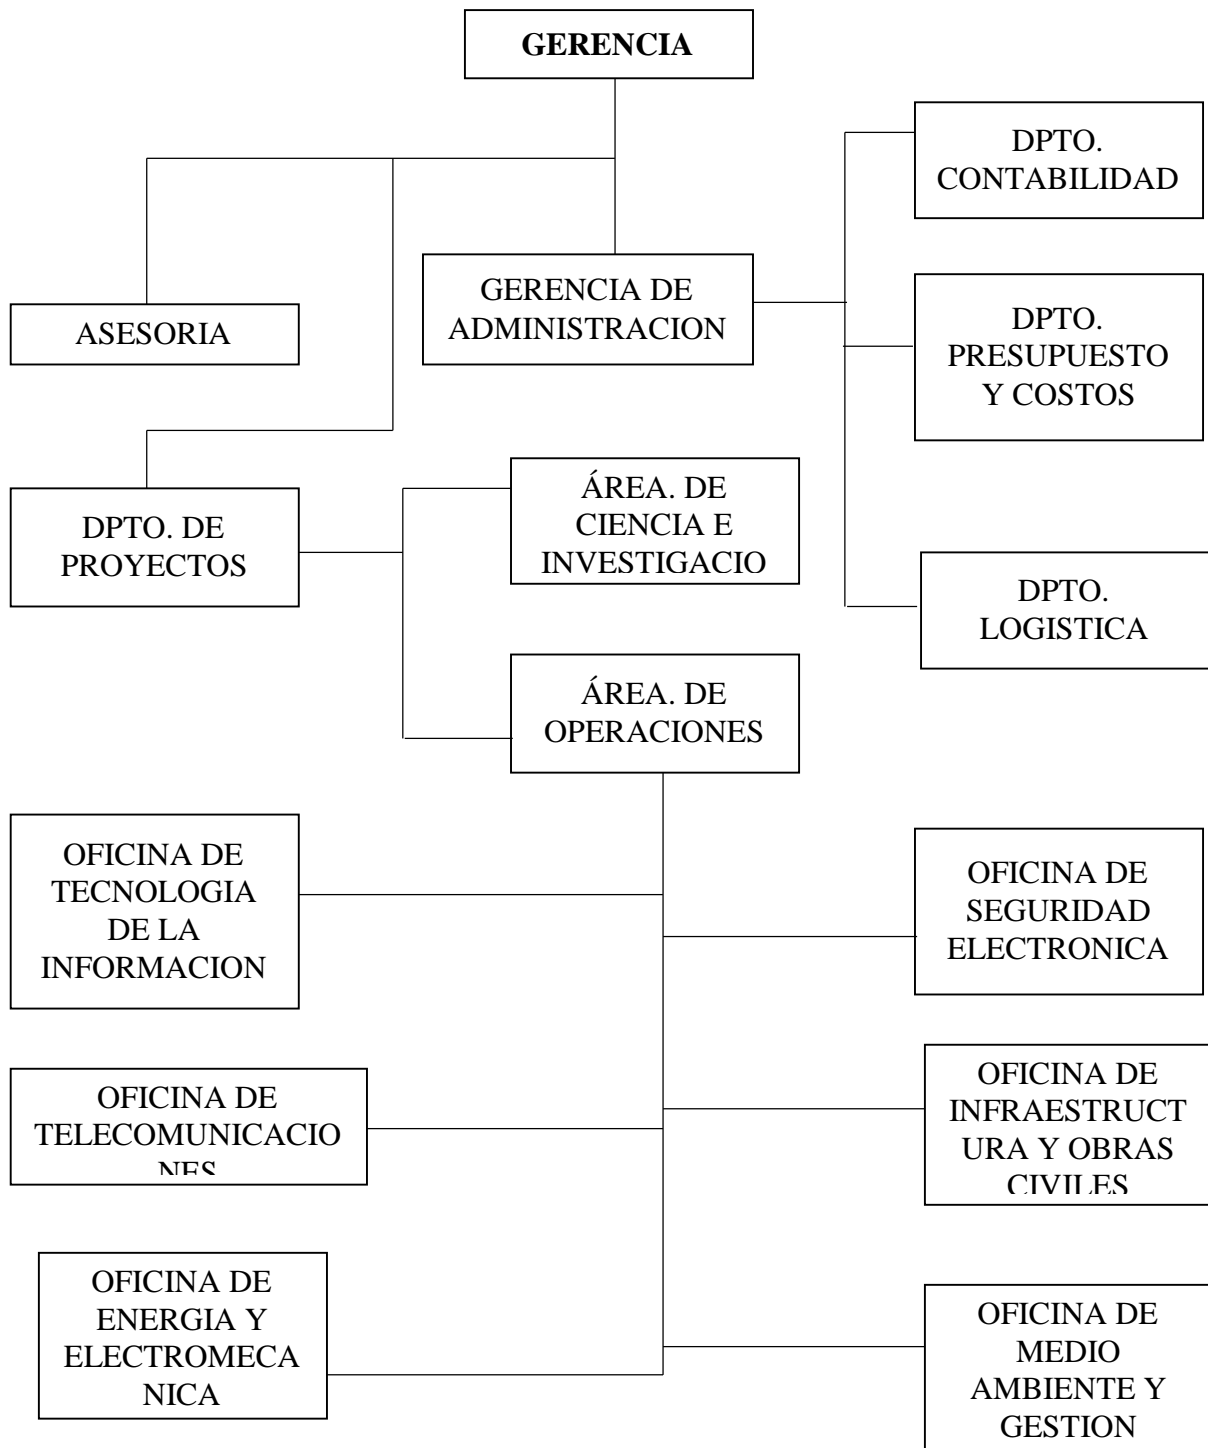 GERENCIA
DPTO.
CONTABILIDAD
GERENCIA DE
ADMINISTRACION
ASESORIA
DPTO.
PRESUPUESTO
Y COSTOS
DPTO. DE
PROYECTOS
ÁREA. DE
CIENCIA E
INVESTIGACIO
DPTO.
LOGISTICA
ÁREA. DE
OPERACIONES
OFICINA DE
TECNOLOGIA
DE LA
INFORMACION
OFICINA DE
SEGURIDAD
ELECTRONICA
OFICINA DE
TELECOMUNICACIO
NES
OFICINA DE
INFRAESTRUCT
URA Y OBRAS
CIVILES
OFICINA DE
ENERGIA Y
ELECTROMECA
NICA
OFICINA DE
MEDIO
AMBIENTE Y
GESTION